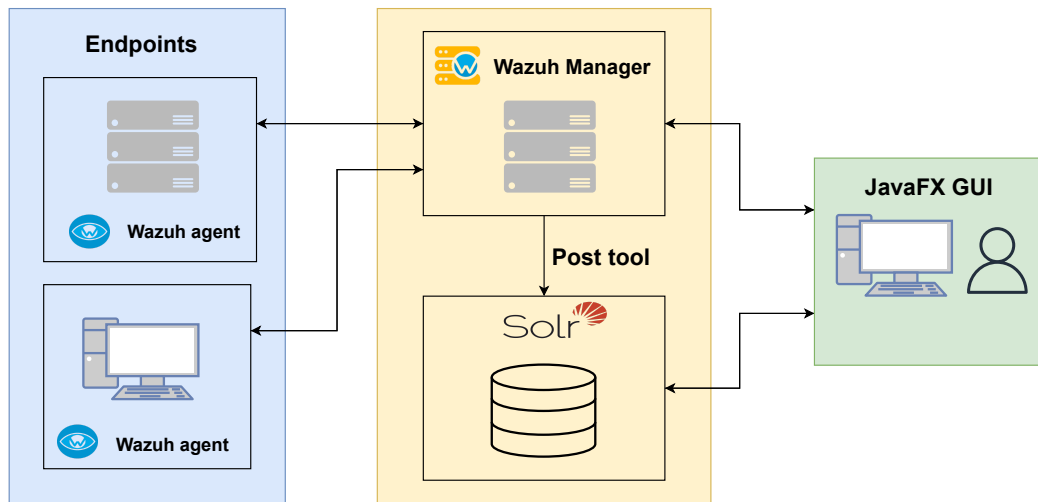 Endpoints
Wazuh agent
Wazuh agent
W Wazuh Manager
Post tool
Solr
JavaFX GUI